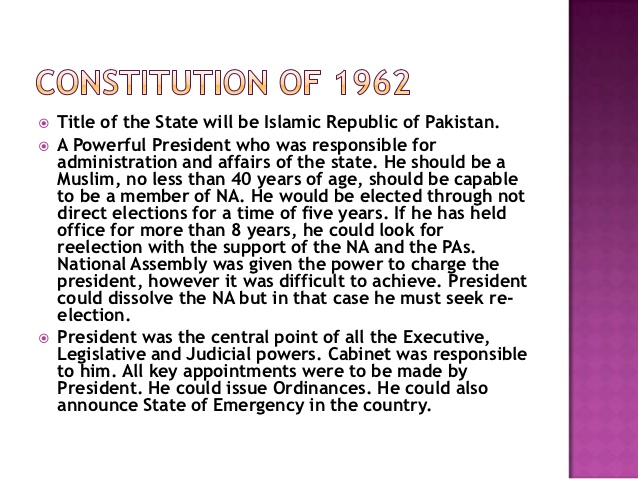 CONSTITUTION OF 1962
Title of the State will be Islamic Republic of Pakistan.
A Powerful President who was responsible for
administration and affairs of the state. He should be a
Muslim, no less than 40 years of age, should be capable
to be a member of NA. He would be elected through not
direct elections for a time of five years. If he has held
office for more than 8 years, he could look for
reelection with the support of the NA and the PAs.
National Assembly was given the power to charge the
president, however it was difficult to achieve. President
could dissolve the NA but in that case he must seek re-
election.
President was the central point of all the Executive,
Legislative and Judicial powers. Cabinet was responsible
to him. All key appointments were to be made by
President. He could issue Ordinances. He could also
announce State of Emergency in the country.